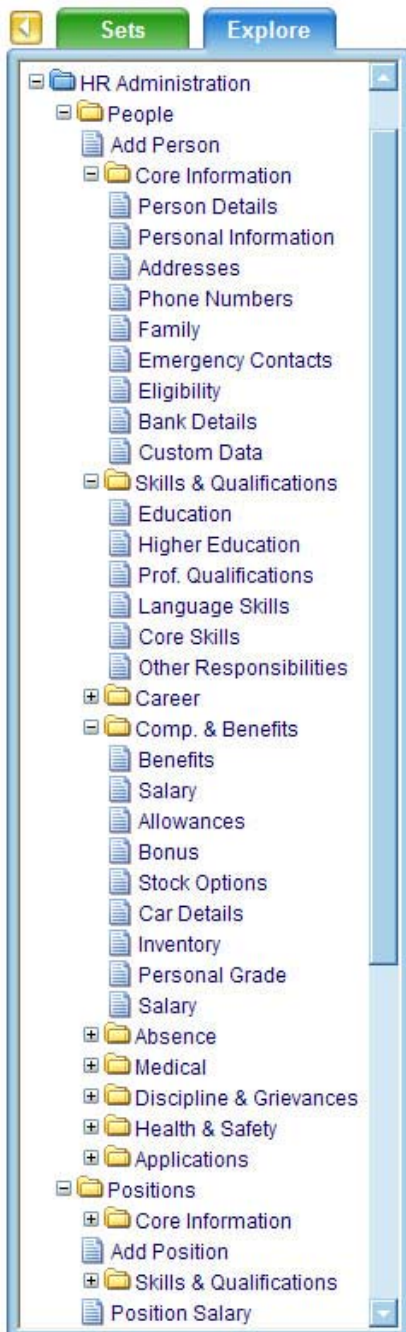 Sets Explore
HR Administration
People
Add Person
Core Information
Person Details
Personal Information
Addresses
Phone Numbers
Family
Emergency Contacts
Eligibility
Bank Details
Custom Data
Skills & Qualifications
Education
Higher Education
Prof. Qualifications
Language Skills
Core Skills
Other Responsibilities
Career
Comp. & Benefits
Benefits
Salary
Allowances
Bonus
Stock Options
Car Details
Inventory
Personal Grade
Salary
Absence
Medical
Discipline & Grievances
Health & Safety
Applications
Positions
Core Information
Add Position
Skills & Qualifications
Position Salary